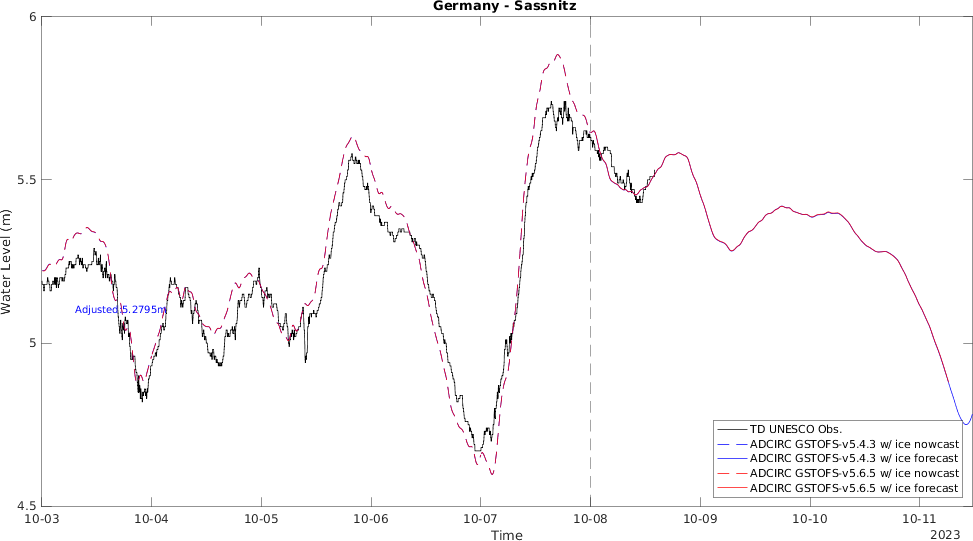 Germany - Sassnitz
6
5.5
5
4.5
Water Level (m)
Adjusted:5.2795m
10-03 10-04 10-05 10-06 10-07 10-08 10-09 10-10 10-11
Time
2023
TD UNESCO Obs.
ADCIRC GSTOFS-v5.4.3 w/ ice nowcast
ADCIRC GSTOFS-v5.4.3 w/ ice forecast
ADCIRC GSTOFS-v5.6.5 w/ ice nowcast
ADCIRC GSTOFS-v5.6.5 w/ ice forecast